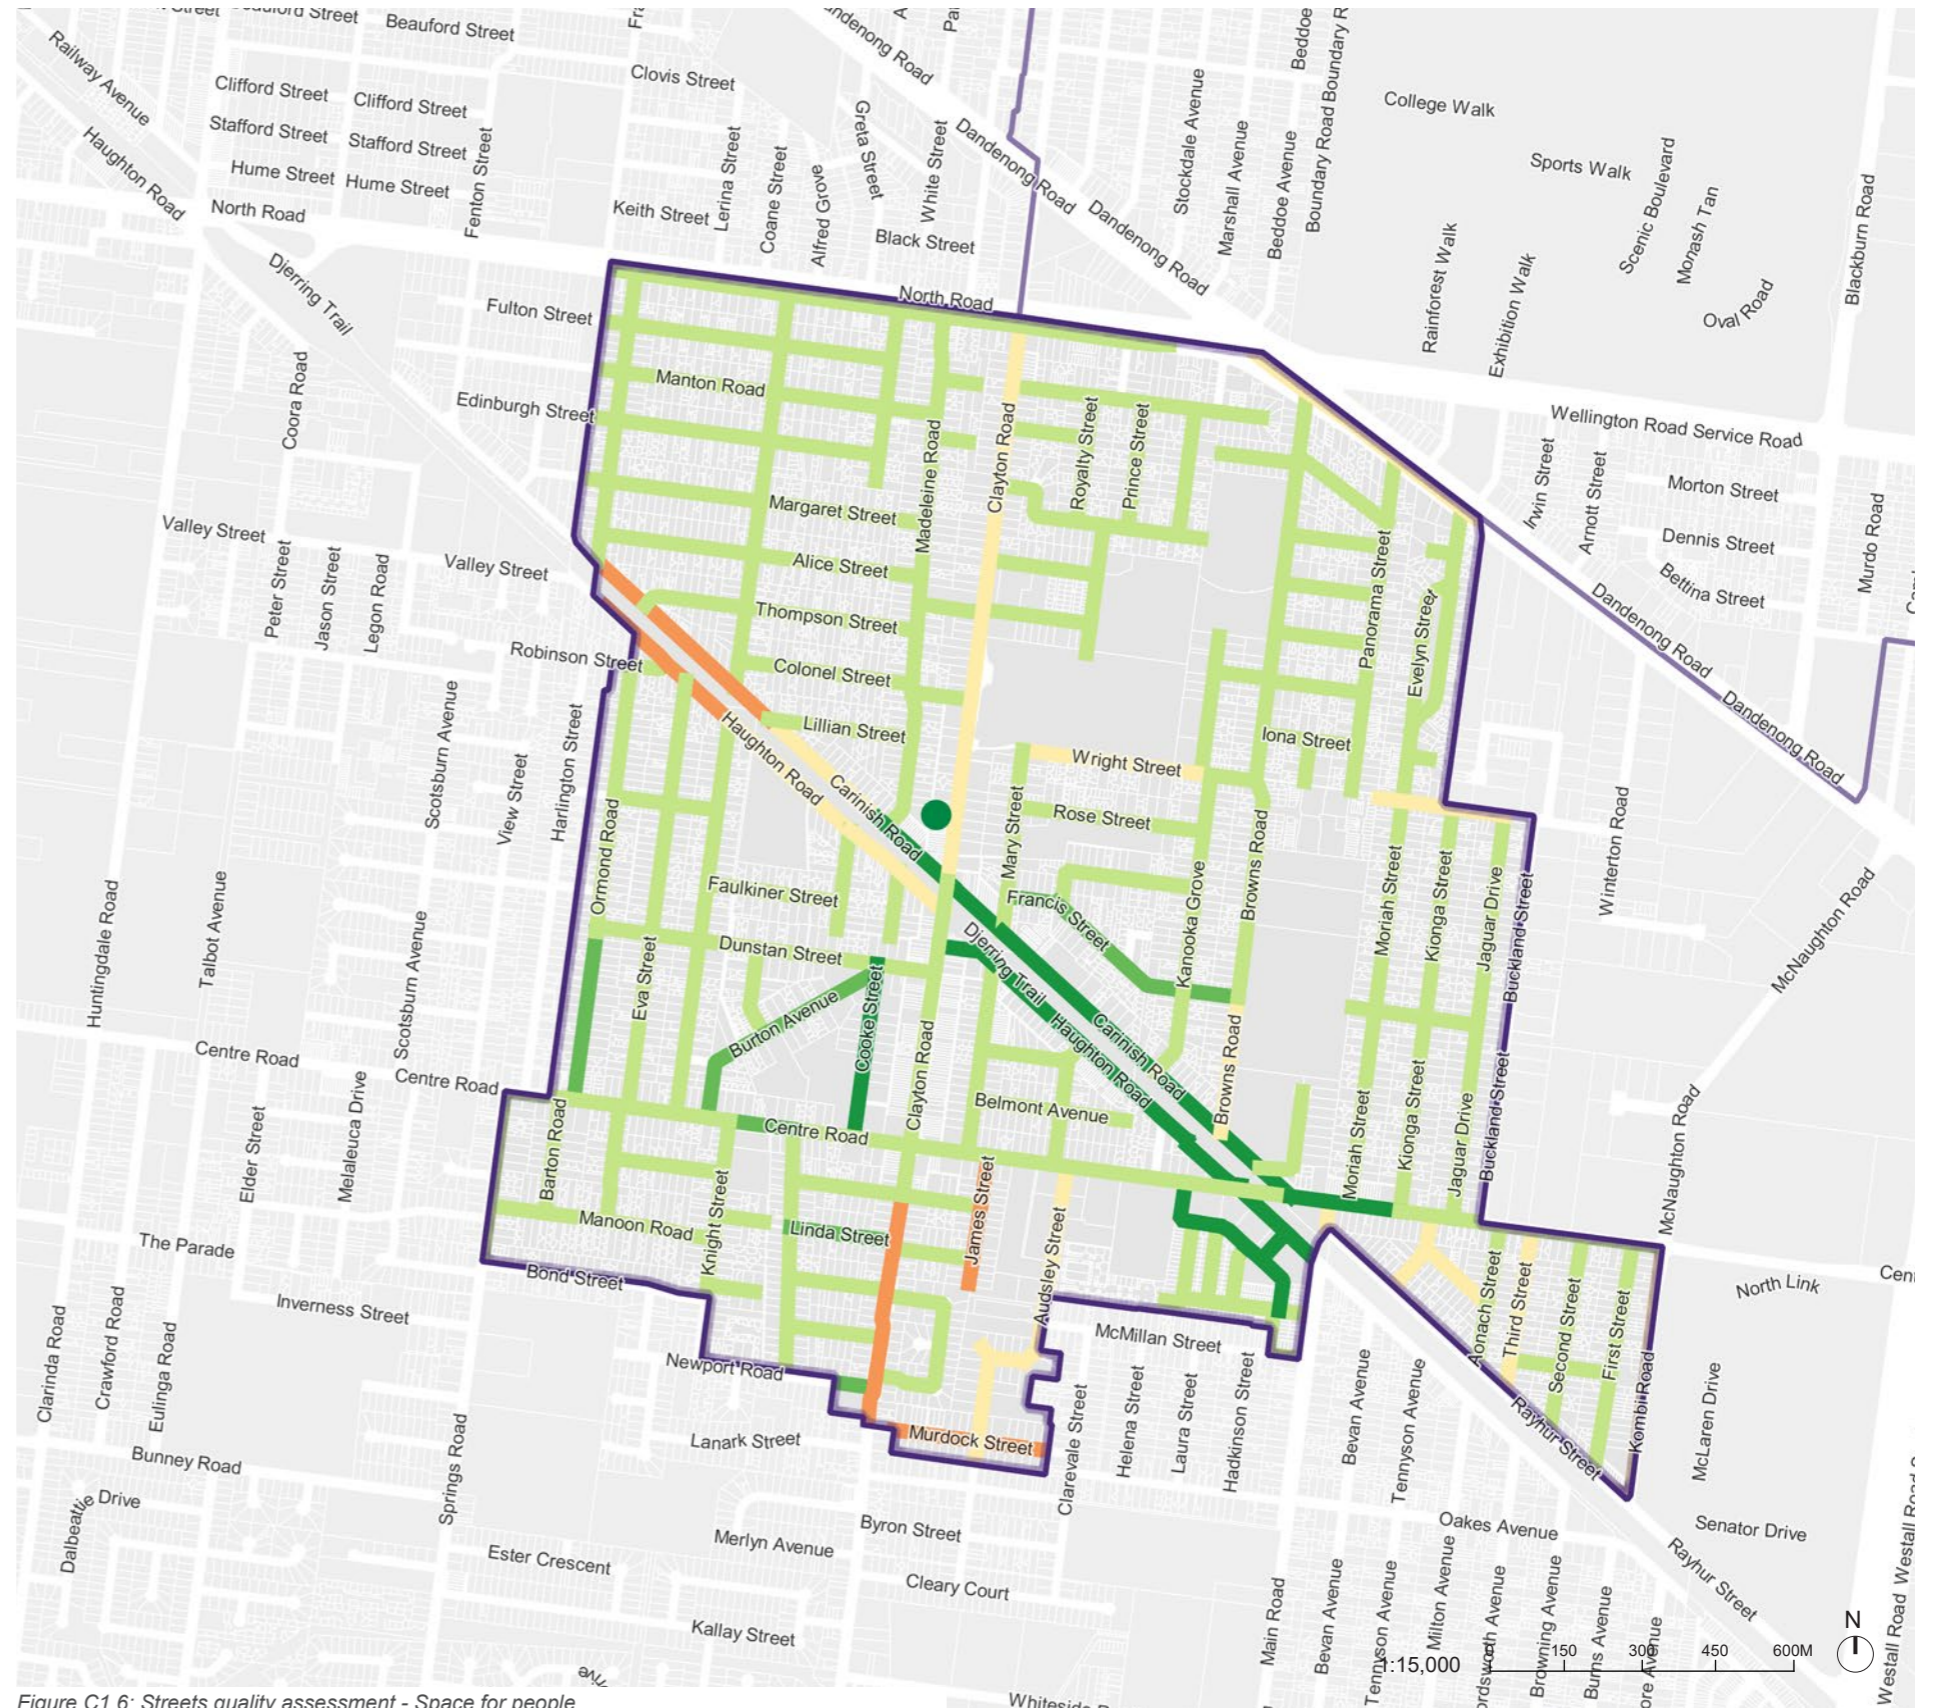 Street
Beauford Street
Beauford Street
Dandenong Road
Railway Avenue
Clovis Street
Clifford Street
Clifford Street
College Walk
Stafford Street
Stafford Street
Haughton Road
Hume Street
Hume Street
Fenton Street
Greta Street
White Street
Dandenong Road
Stockdale Avenue
Marshall Avenue
Beddoe Avenue
Beddoe
Boundary Road
Sports Walk
Scenic Boulevard
Monash Tan
Blackburn Road
North Road
Keith Street
Lerina Street
Coane Street
Alfred Grove
Black Street
Dandenong Road
Rainforest Walk
Exhibition Walk
Oval Road
Djerring Trail
Fulton Street
North Road
Coora Road
Edinburgh Street
Manton Road
Madeleine Road
Clayton Road
Royalty Street
Prince Street
Wellington Road Service Road
Irwin Street
Arnott Street
Morton Street
Murdo Road
Margaret Street
Valley Street
Dennis Street
Valley Street
Alice Street
Panorama Street
Bettina Street
Peter Street
Jason Street
Legon Road
Thompson Street
Evelyn Street
Dandenong Road
Robinson Street
Colonel Street
Scotsburn Avenue
Harlington Street
View Street
Haughton Road
Lillian Street
Iona Street
Dandenong Road
Wright Street
Carinish Road
Mary Street
Rose Street
Browns Road
Winterton Road
Ormond Road
Huntingdale Road
Talbot Avenue
Scotsburn Avenue
Faulkiner Street
Francis Street
Kanooka Grove
Moriah Street
Kionga Street
Jaguar Drive
Buckland Street
McNaughton Road
Dunstan Street
Eva Street
Djerring Trail
Burton Avenue
Cooke Street
Clayton Road
Haughton Road
Carinish Road
Browns Road
Centre Road
Centre Road
Belmont Avenue
Centre Road
Elder Street
Melaleuca Drive
Barton Road
Knight Street
James Street
Moriah Street
Kionga Street
Jaguar Drive
Buckland Street
McNaughton Road
The Parade
Manoon Road
Linda Street
Audsley Street
Bond Street
North Link
Inverness Street
Aonach Street
Third Street
Second Street
First Street
Clarinda Road
Crawford Road
Eulinga Road
McMillan Street
Newport Road
Kombi Road
McLaren Drive
Helena Street
Laura Street
Hadkinson Street
Bevan Avenue
Tennyson Avenue
Clarevale Street
Springs Road
Lanark Street
Murdock Street
Rayhur Street
Bunney Road
Dalbeattie Drive
Byron Street
Merlyn Avenue
Oakes Avenue
Senator Drive
Rayhur Street
Ester Crescent
Cleary Court
Kallay Street
Main Road
Bevan Avenue
Tennyson Avenue
Milton Avenue
Browning Avenue
Burns Avenue
Westall Road
Westall Road
N
1:15,000
0 150 300 450 600M
Figure C1.6: Streets quality assessment - Space for people